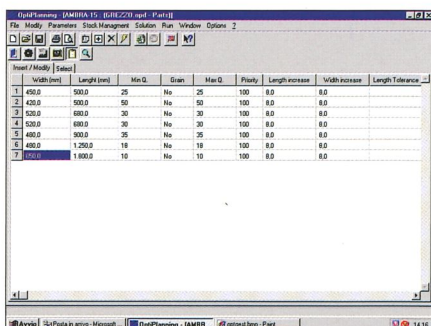 OptiPlanning - [AMBRA-15 : [GREZ20.opd - Parts]]
File Modify Parameters Stock Managment Solution Run Window Options ?
Insert / Modify Select
Width (mm) Lenght (mm) Min Q. Grain Max Q. Priority Length increase Width increase Length Tolerance
1 450,0 500,0 25 No 25 100 8,0 8,0
2 420,0 500,0 50 No 50 100 8,0 8,0
3 520,0 680,0 30 No 30 100 8,0 8,0
4 520,0 680,0 30 No 30 100 8,0 8,0
5 460,0 900,0 35 No 35 100 8,0 8,0
6 480,0 1.250,0 18 No 18 100 8,0 8,0
7 650,0 1.800,0 10 No 10 100 8,0 8,0
Avvio Posta in arrivo - Microsoft ... OptiPlanning - [AMBR... Paint 14.16